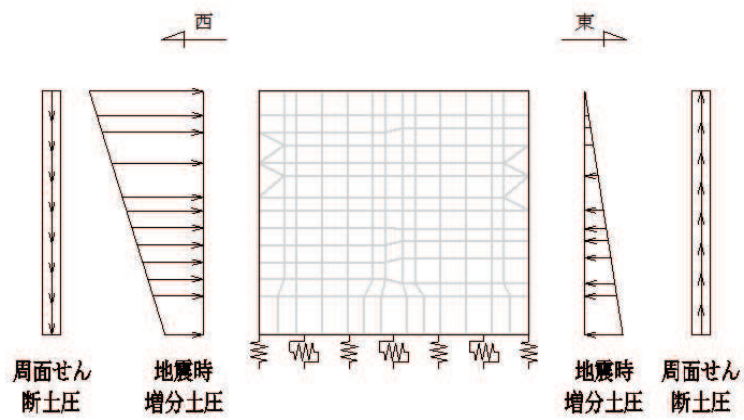 西
東
周面せん
断土圧
地震時
増分土圧
地震時
増分土圧
周面せん
断土圧